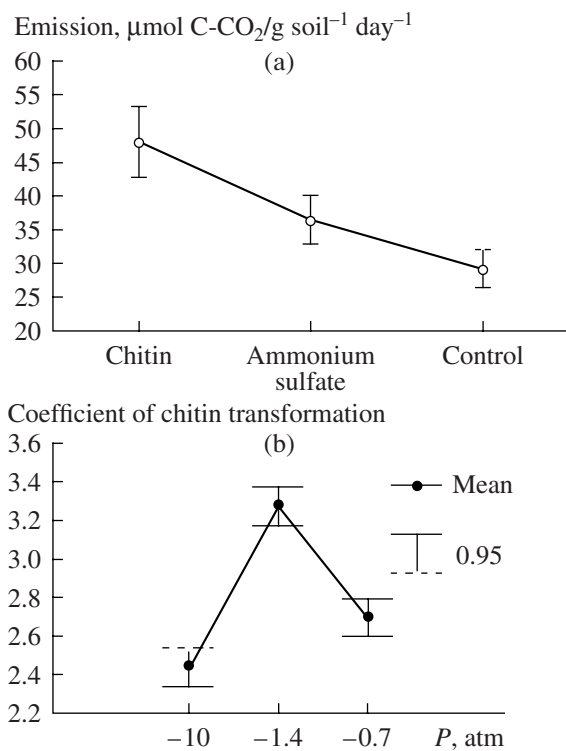 Emission, μmol C-CO₂/g soil⁻¹ day⁻¹
(a)
60
55
50
45
40
35
30
25
20
Chitin Ammonium sulfate Control
Coefficient of chitin transformation
(b)
3.6
3.4
3.2
3.0
2.8
2.6
2.4
2.2
Mean
0.95
–10 –1.4 –0.7 P, atm